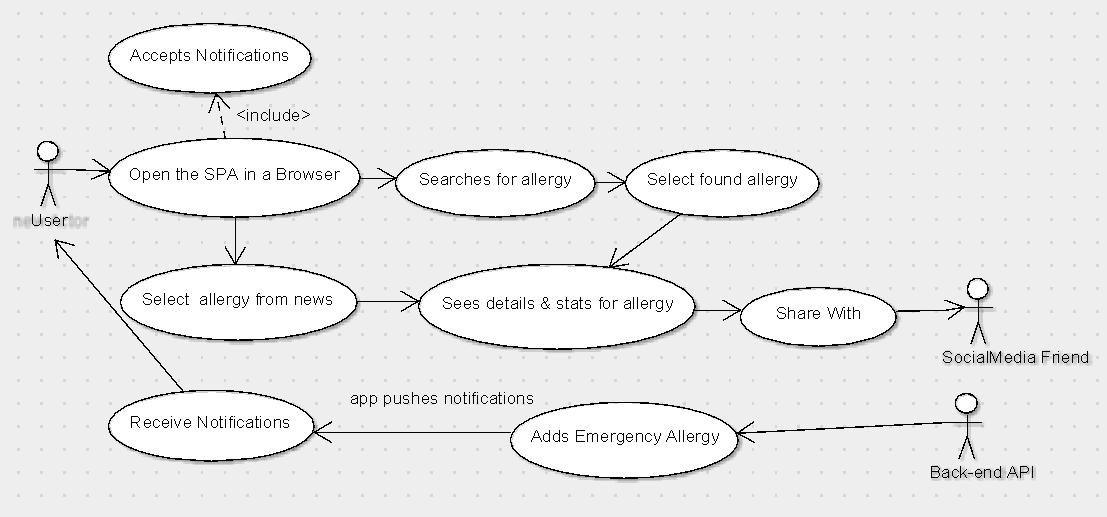 Accepts Notifications
<include>
Open the SPA in a Browser
Searches for allergy
Select found allergy
User
Select  allergy from news
Sees details & stats for allergy
Share With
SocialMedia Friend
Receive Notifications
app pushes notifications
Adds Emergency Allergy
Back-end API